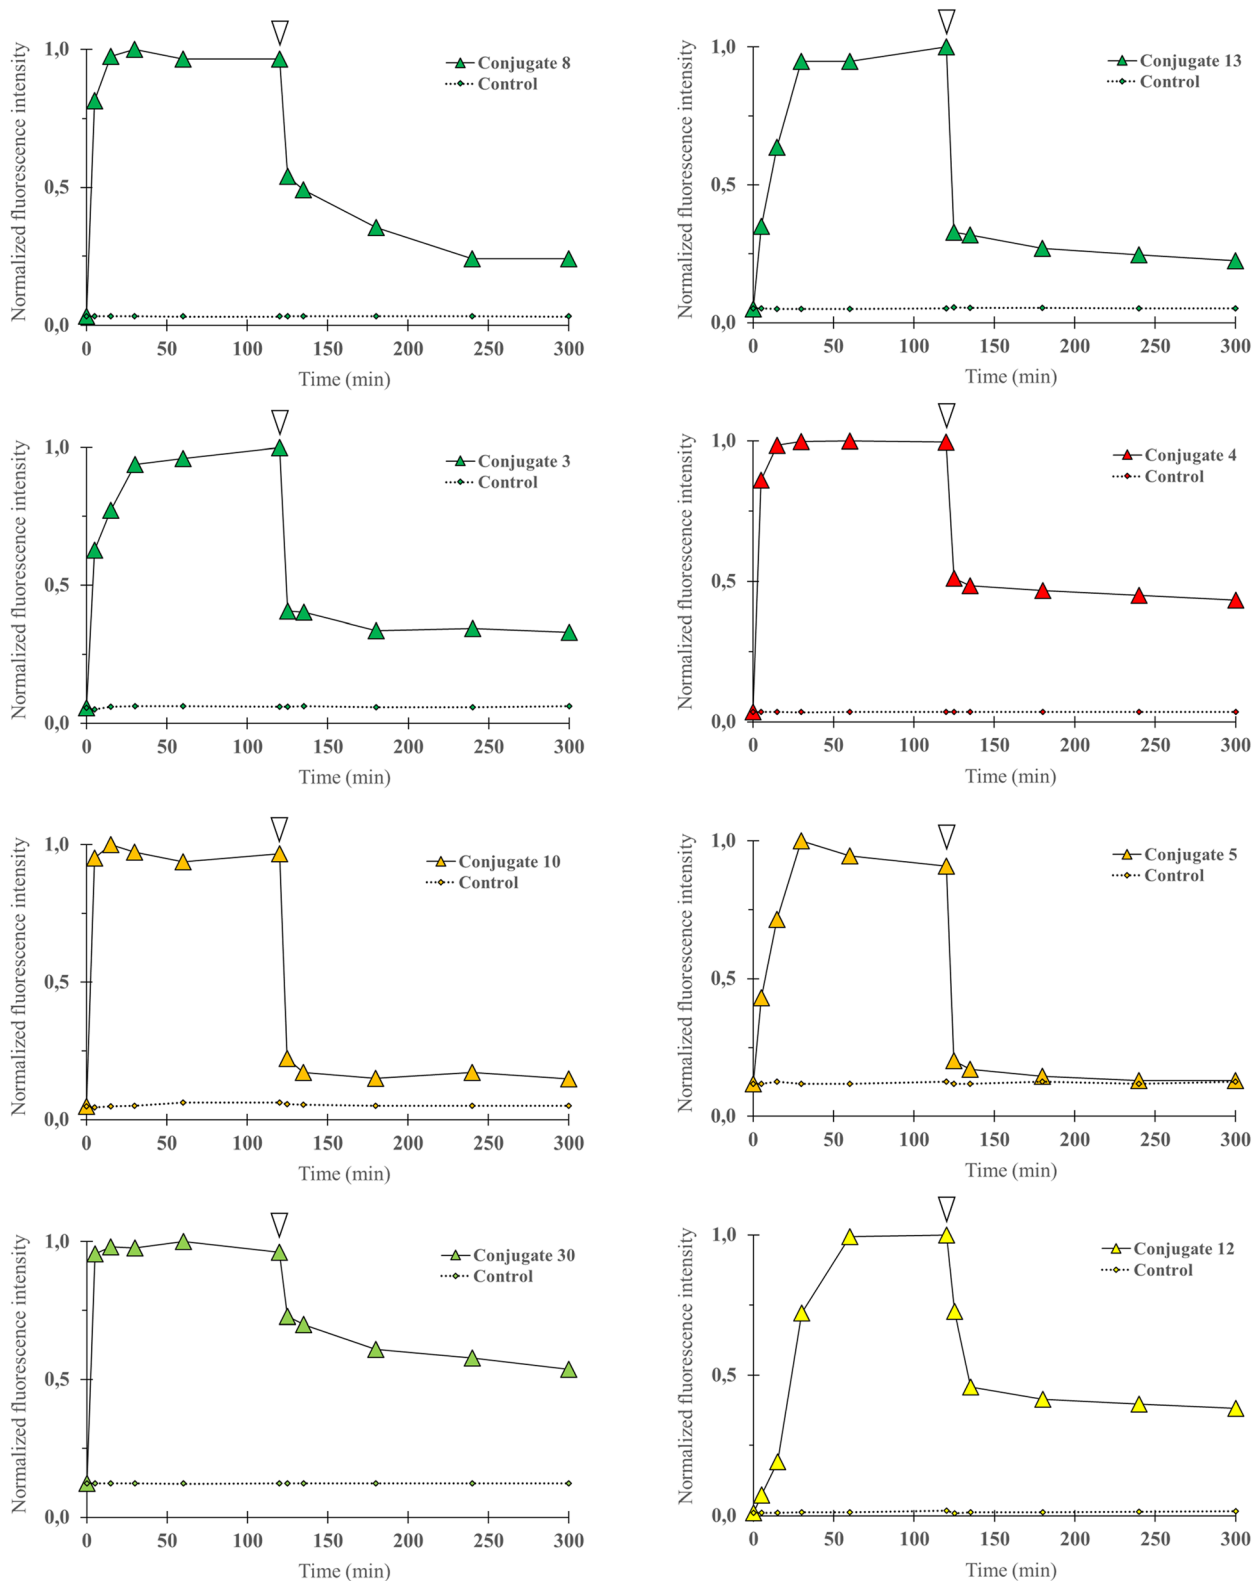 Normalized fluorescence intensity
1,0
0,5
0,0
Conjugate 8
Control
0 50 100 150 200 250 300
Time (min)
Normalized fluorescence intensity
1,0
0,5
0,0
Conjugate 13
Control
0 50 100 150 200 250 300
Time (min)
Normalized fluorescence intensity
1,0
0,5
0,0
Conjugate 3
Control
0 50 100 150 200 250 300
Time (min)
Normalized fluorescence intensity
1,0
0,5
0,0
Conjugate 4
Control
0 50 100 150 200 250 300
Time (min)
Normalized fluorescence intensity
1,0
0,5
0,0
Conjugate 10
Control
0 50 100 150 200 250 300
Time (min)
Normalized fluorescence intensity
1,0
0,5
0,0
Conjugate 5
Control
0 50 100 150 200 250 300
Time (min)
Normalized fluorescence intensity
1,0
0,5
0,0
Conjugate 30
Control
0 50 100 150 200 250 300
Time (min)
Normalized fluorescence intensity
1,0
0,5
0,0
Conjugate 12
Control
0 50 100 150 200 250 300
Time (min)